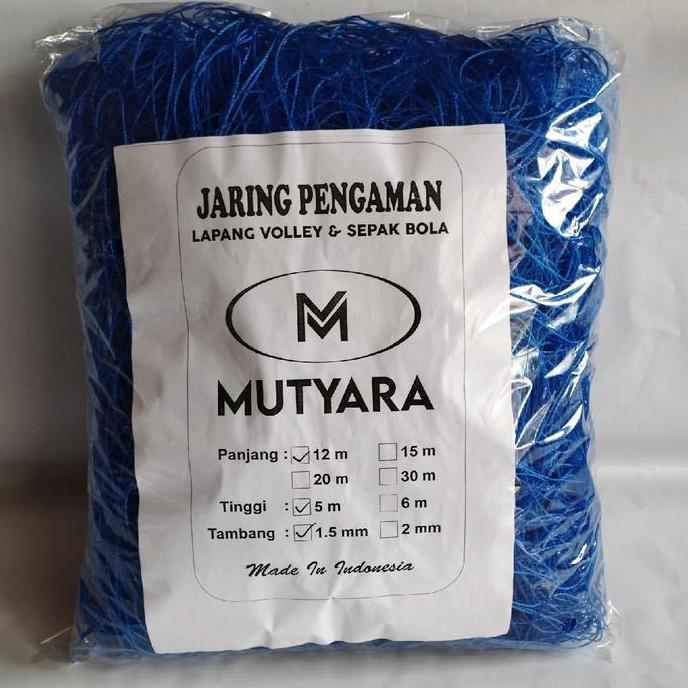 JARING PENGAMAN
LAPANG VOLLEY & SEPAK BOLA
M
MUTYARA
Panjang : ☑ 12 m ☐ 15 m
☐ 20 m ☐ 30 m
Tinggi : ☑ 5 m ☐ 6 m
Tambang : ☑ 1.5 mm ☐ 2 mm
Made In Indonesia